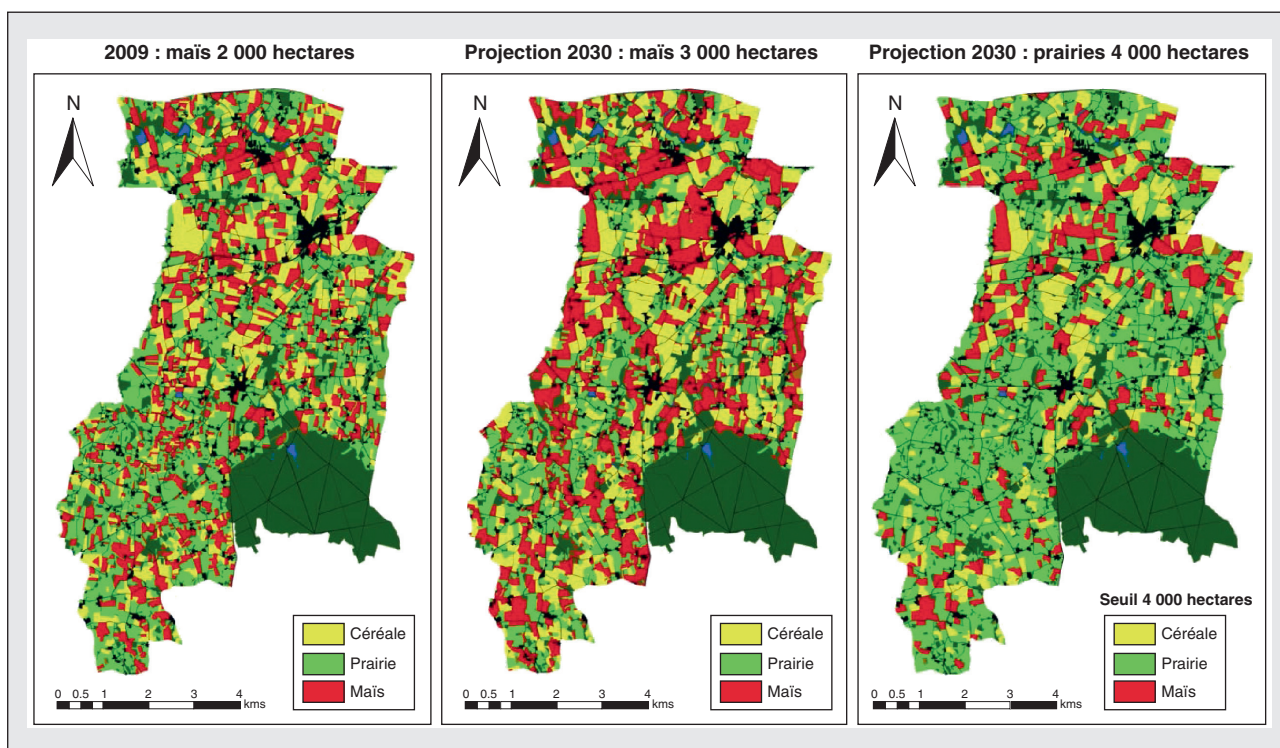 2009 : maïs 2 000 hectares
Projection 2030 : maïs 3 000 hectares
Projection 2030 : prairies 4 000 hectares
N
N
N
Seuil 4 000 hectares
Céréale
Prairie
Maïs
Céréale
Prairie
Maïs
Céréale
Prairie
Maïs
0 0.5 1 2 3 4
kms
0 0.5 1 2 3 4
kms
0 0.5 1 2 3 4
kms